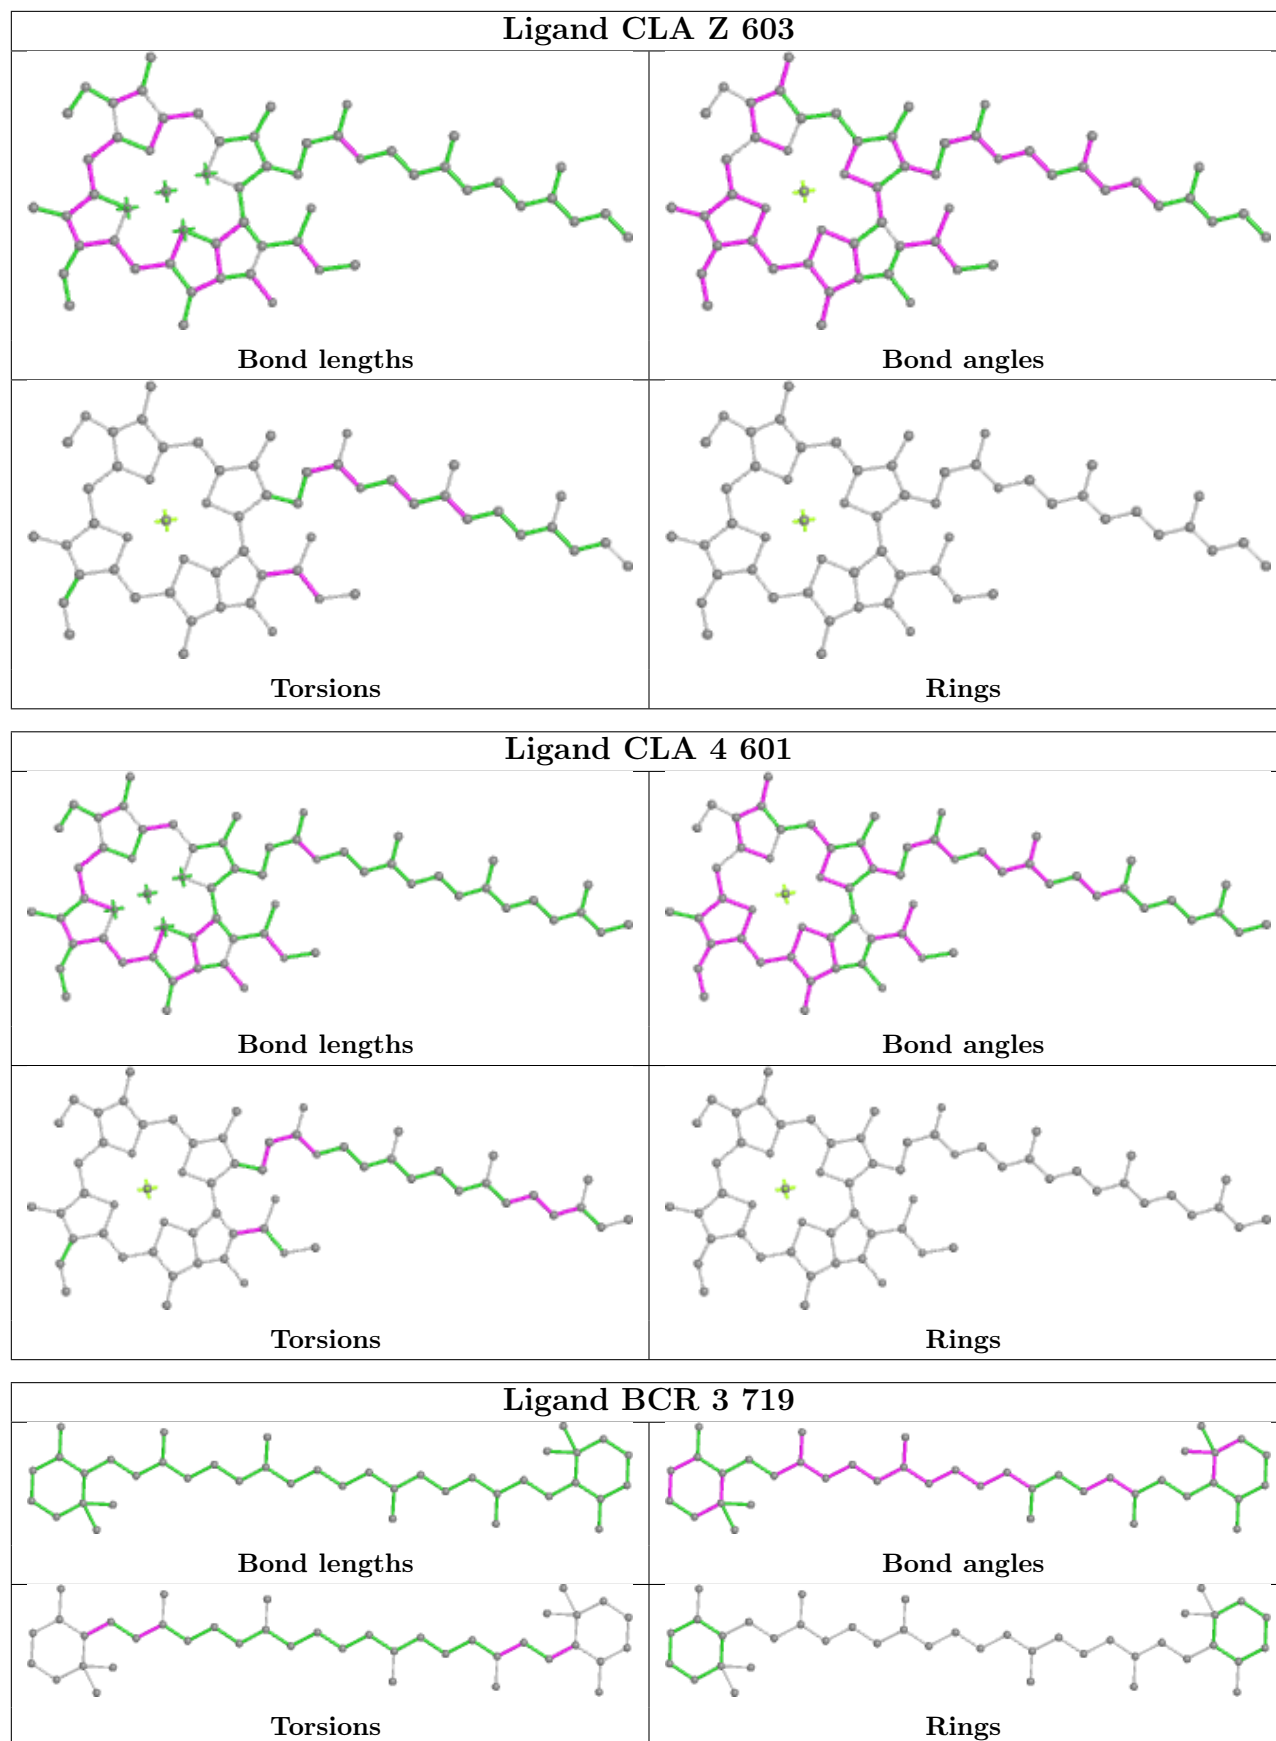 Ligand CLA Z 603
Bond lengths
Bond angles
Torsions
Rings
Ligand CLA 4 601
Bond lengths
Bond angles
Torsions
Rings
Ligand BCR 3 719
Bond lengths
Bond angles
Torsions
Rings